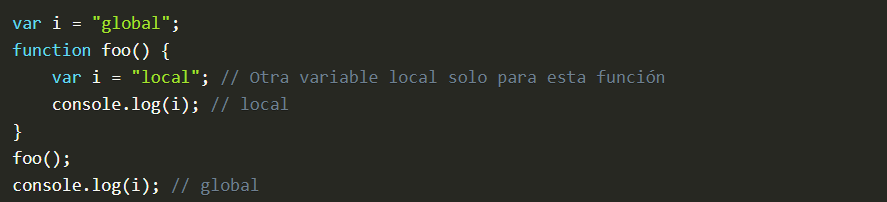 var i = "global";
function foo() {
    var i = "local"; // Otra variable local solo para esta función
    console.log(i); // local
}
foo();
console.log(i); // global